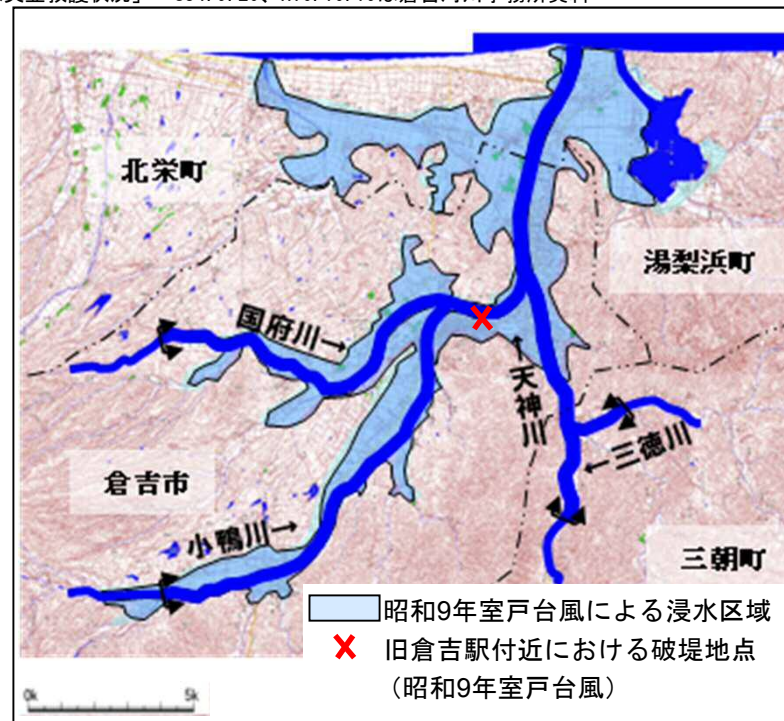 北栄町
湯梨浜町
国府川→
←天神川
←三徳川
倉吉市
小鴨川→
三朝町
昭和9年室戸台風による浸水区域
旧倉吉駅付近における破堤地点
（昭和9年室戸台風）
0k 5k